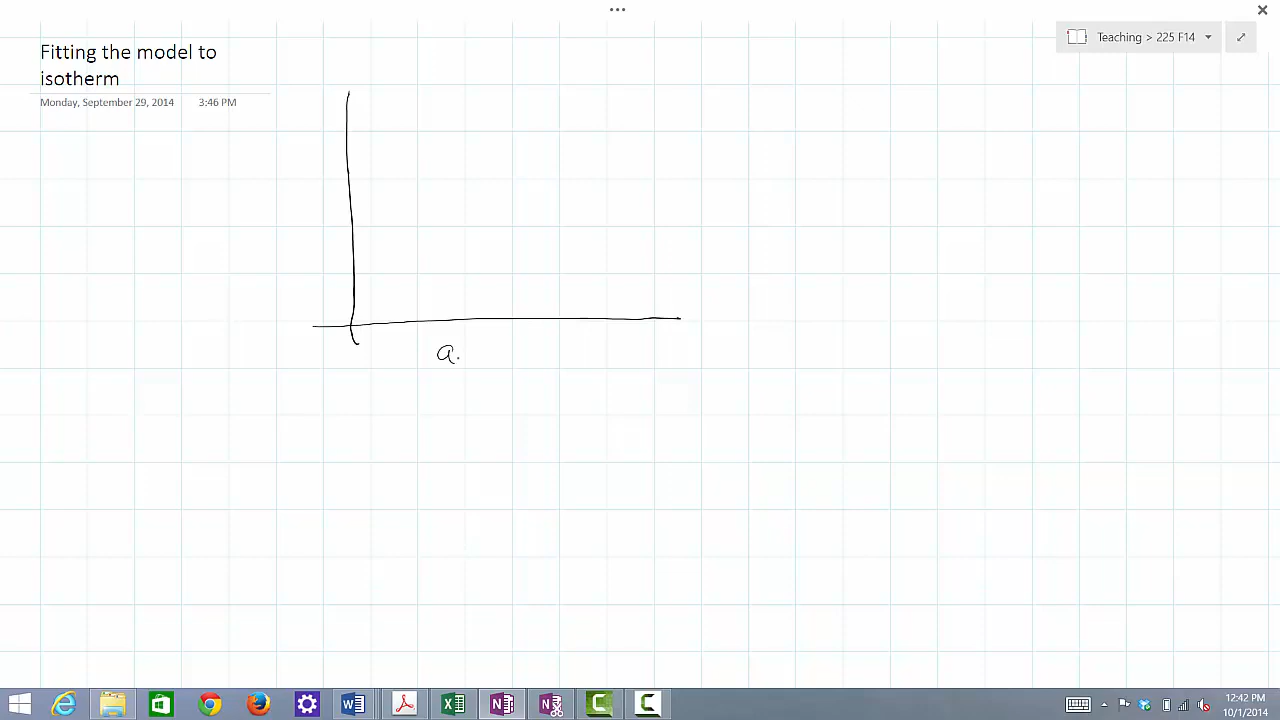 Fitting the model to
isotherm
Monday, September 29, 2014 3:46 PM
Teaching > 225 F14
a.
12:42 PM
10/1/2014